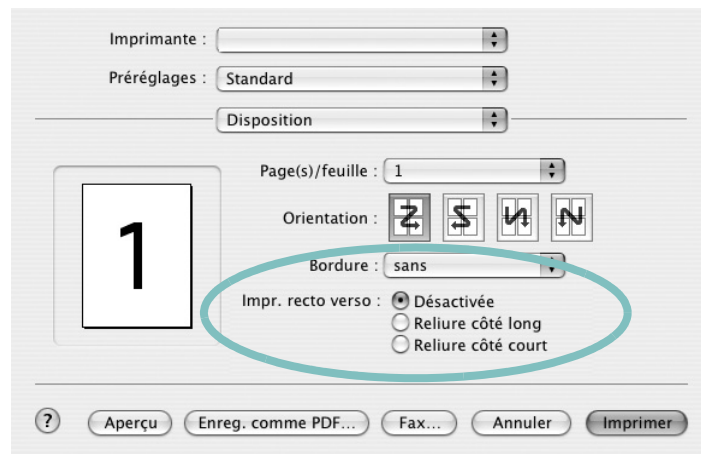 Imprimante :
Préréglages : Standard
Disposition
Page(s)/feuille : 1
Orientation :
1
Bordure : sans
Impr. recto verso : Désactivée
Reliure côté long
Reliure côté court
? Aperçu Enreg. comme PDF... Fax... Annuler Imprimer